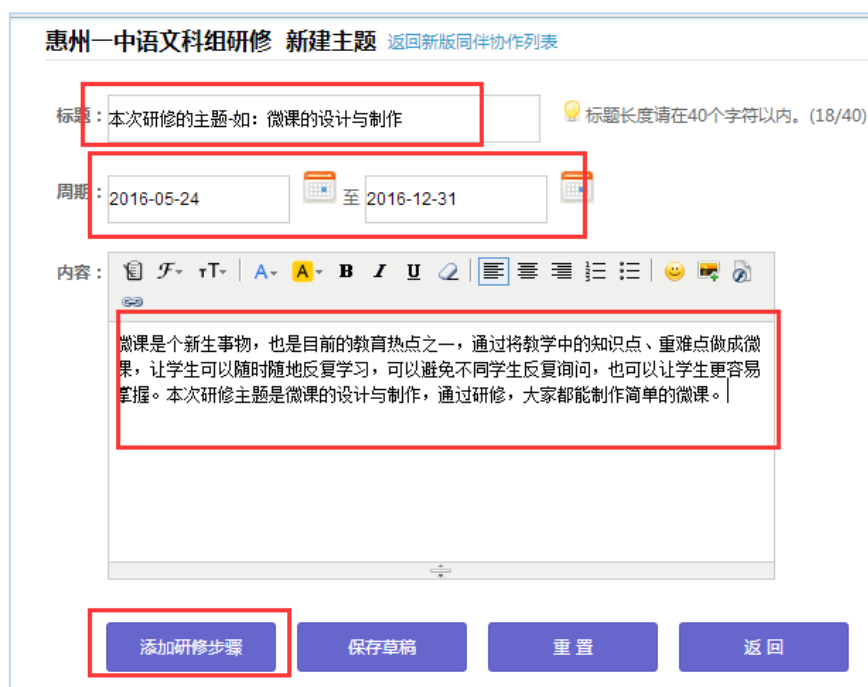 惠州一中语文科组研修 新建主题 返回新版同伴协作列表
标题：本次研修的主题-如：微课的设计与制作 标题长度请在40个字符以内。(18/40)
周期：2016-05-24 至 2016-12-31
内容：
微课是个新生事物，也是目前的教育热点之一，通过将教学中的知识点、重难点做成微
课，让学生可以随时随地反复学习，可以避免不同学生反复询问，也可以让学生更容易
掌握。本次研修主题是微课的设计与制作，通过研修，大家都能制作简单的微课。
添加研修步骤 保存草稿 重置 返回